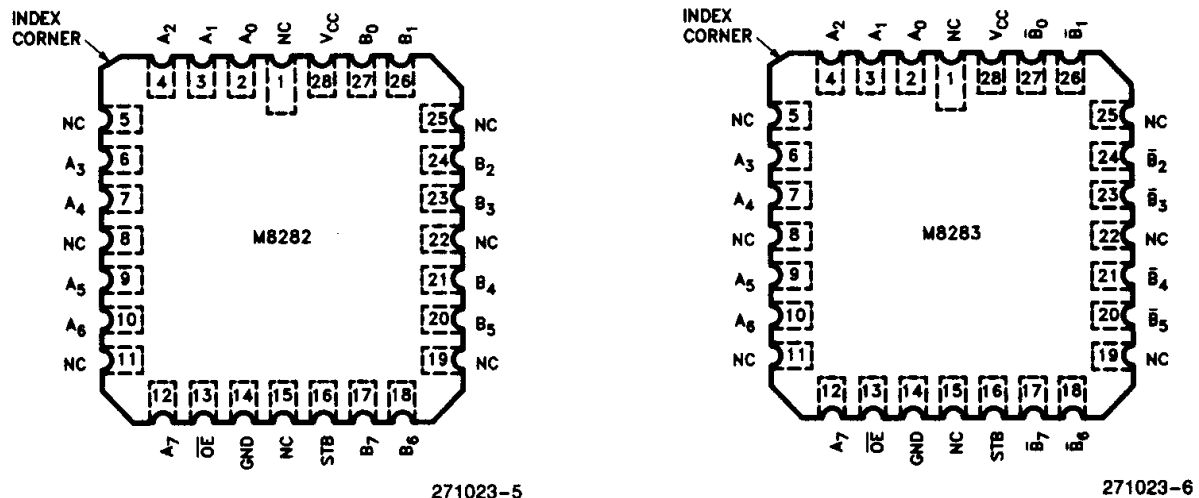 INDEX
CORNER
A₂ A₁ A₀ NC V_CC B₀ B₁
4 3 2 1 28 27 26
NC 5 25 NC
A₃ 6 24 B₂
A₄ 7 23 B₃
NC 8 M8282 22 NC
A₅ 9 21 B₄
A₆ 10 20 B₅
NC 11 19 NC
12 13 14 15 16 17 18
A₇ O̅E̅ GND NC STB B₇ B₆
271023-5
INDEX
CORNER
A₂ A₁ A₀ NC V_CC B̅₀ B̅₁
4 3 2 1 28 27 26
NC 5 25 NC
A₃ 6 24 B̅₂
A₄ 7 23 B̅₃
NC 8 M8283 22 NC
A₅ 9 21 B̅₄
A₆ 10 20 B̅₅
NC 11 19 NC
12 13 14 15 16 17 18
A₇ O̅E̅ GND NC STB B̅₇ B̅₆
271023-6